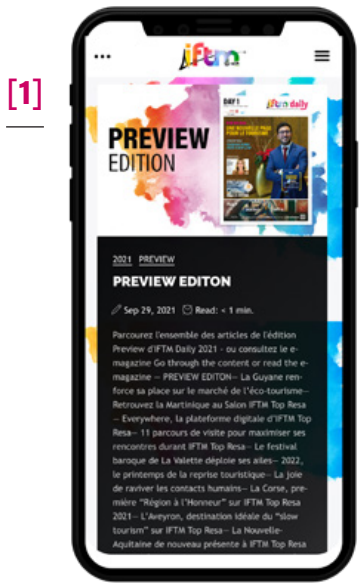 [1]
iftm
DAY 1
iftm daily
UNE NOUVELLE PAGE
POUR LE TOURISME
PREVIEW
EDITION
2021 PREVIEW
PREVIEW EDITON
Sep 29, 2021 Read: < 1 min.
Parcourez l'ensemble des articles de l'édition
Preview d'IFTM Daily 2021 - ou consultez le e-
magazine Go through the content or read the e-
magazine — PREVIEW EDITON— La Guyane ren-
force sa place sur le marché de l'éco-tourisme—
Retrouvez la Martinique au Salon IFTM Top Resa
— Everywhere, la plateforme digitale d'IFTM Top
Resa— 11 parcours de visite pour maximiser ses
rencontres durant IFTM Top Resa— Le festival
baroque de La Valette déploie ses ailes— 2022,
le printemps de la reprise touristique— La joie
de raviver les contacts humains— La Corse, pre-
mière “Région à l'Honneur” sur IFTM Top Resa
2021— L'Aveyron, destination idéale du “slow
tourism” sur IFTM Top Resa— La Nouvelle-
Aquitaine de nouveau présente à IFTM Top Resa